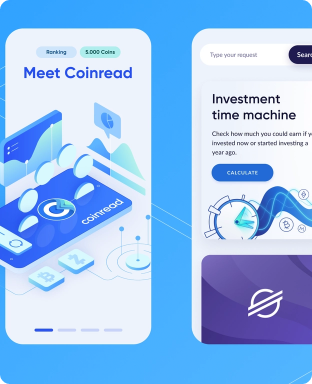 Ranking
5.000 Coins
Meet Coinread
coinread
Type your request
Searc
Investment
time machine
Check how much you could earn if y
invested now or started investing a
year ago.
CALCULATE